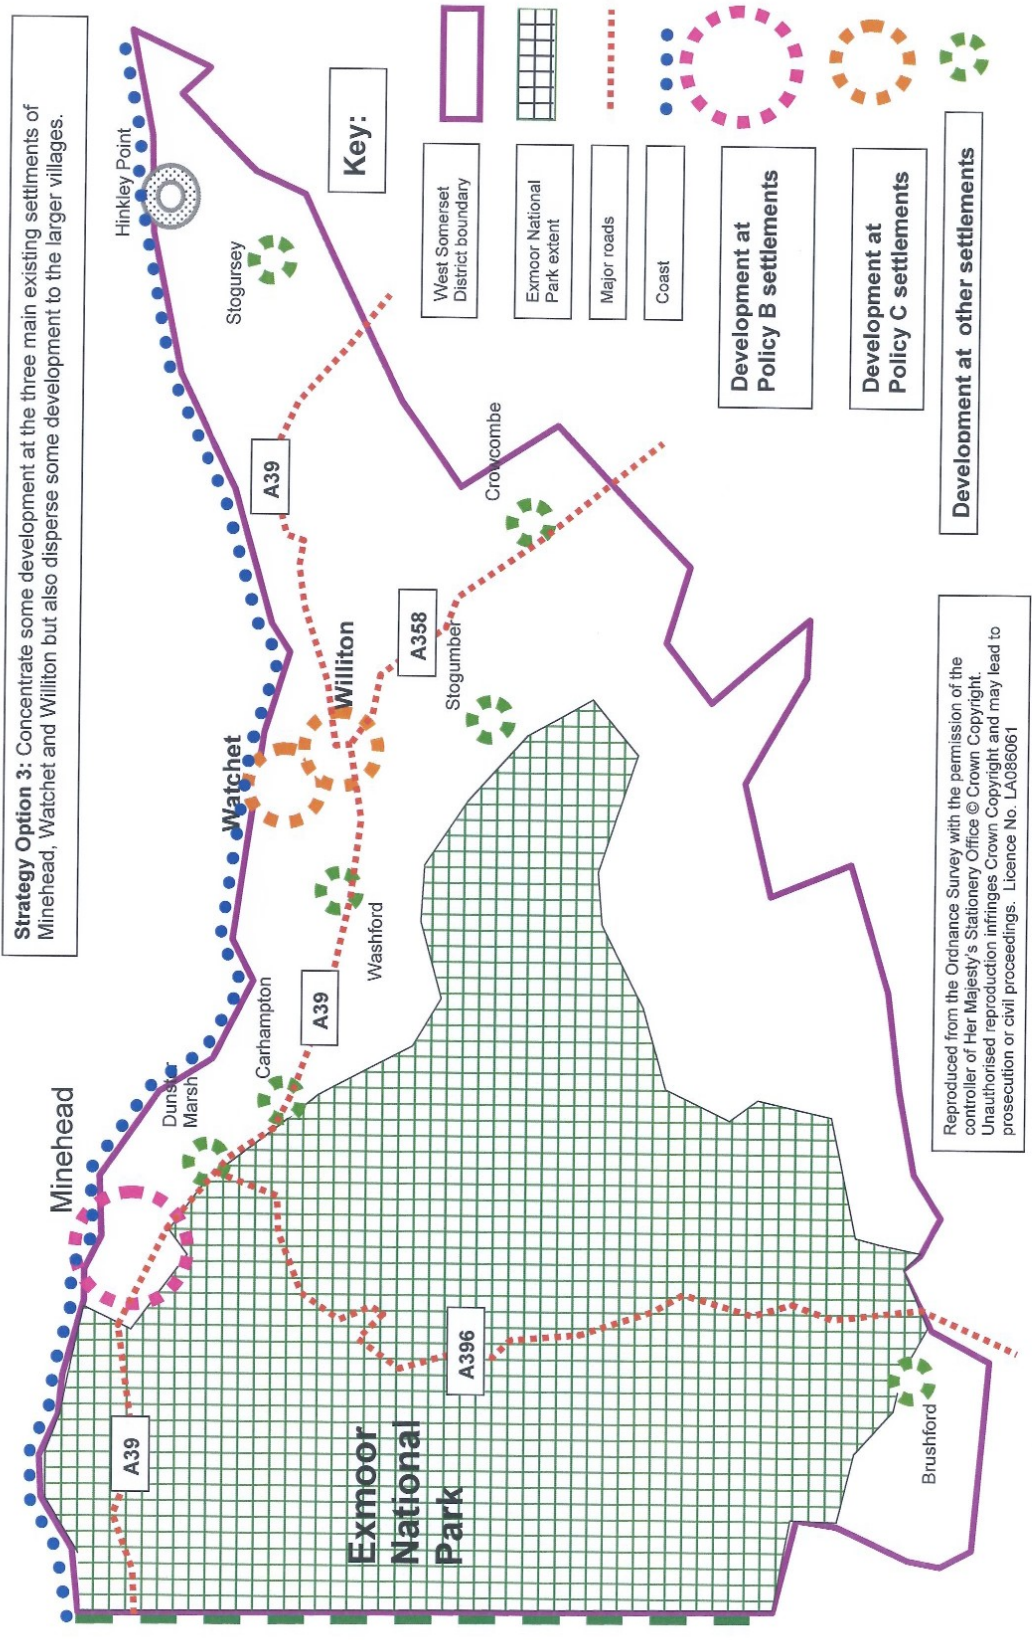 Strategy Option 3: Concentrate some development at the three main existing settlments of
Minehead, Watchet and Williton but also disperse some development to the larger villages.
Minehead
Dunster
Marsh
Carhampton
Washford
Watchet
Williton
Stogumber
Crowcombe
Stogursey
Hinkley Point
A39
A39
A39
A358
A396
Exmoor
National
Park
Brushford
Key:
West Somerset
District boundary
Exmoor National
Park extent
Major roads
Coast
Development at
Policy B settlements
Development at
Policy C settlements
Development at other settlements
Reproduced from the Ordnance Survey with the permission of the
controller of Her Majesty's Stationery Office © Crown Copyright.
Unauthorised reproduction infringes Crown Copyright and may lead to
prosecution or civil proceedings. Licence No. LA086061